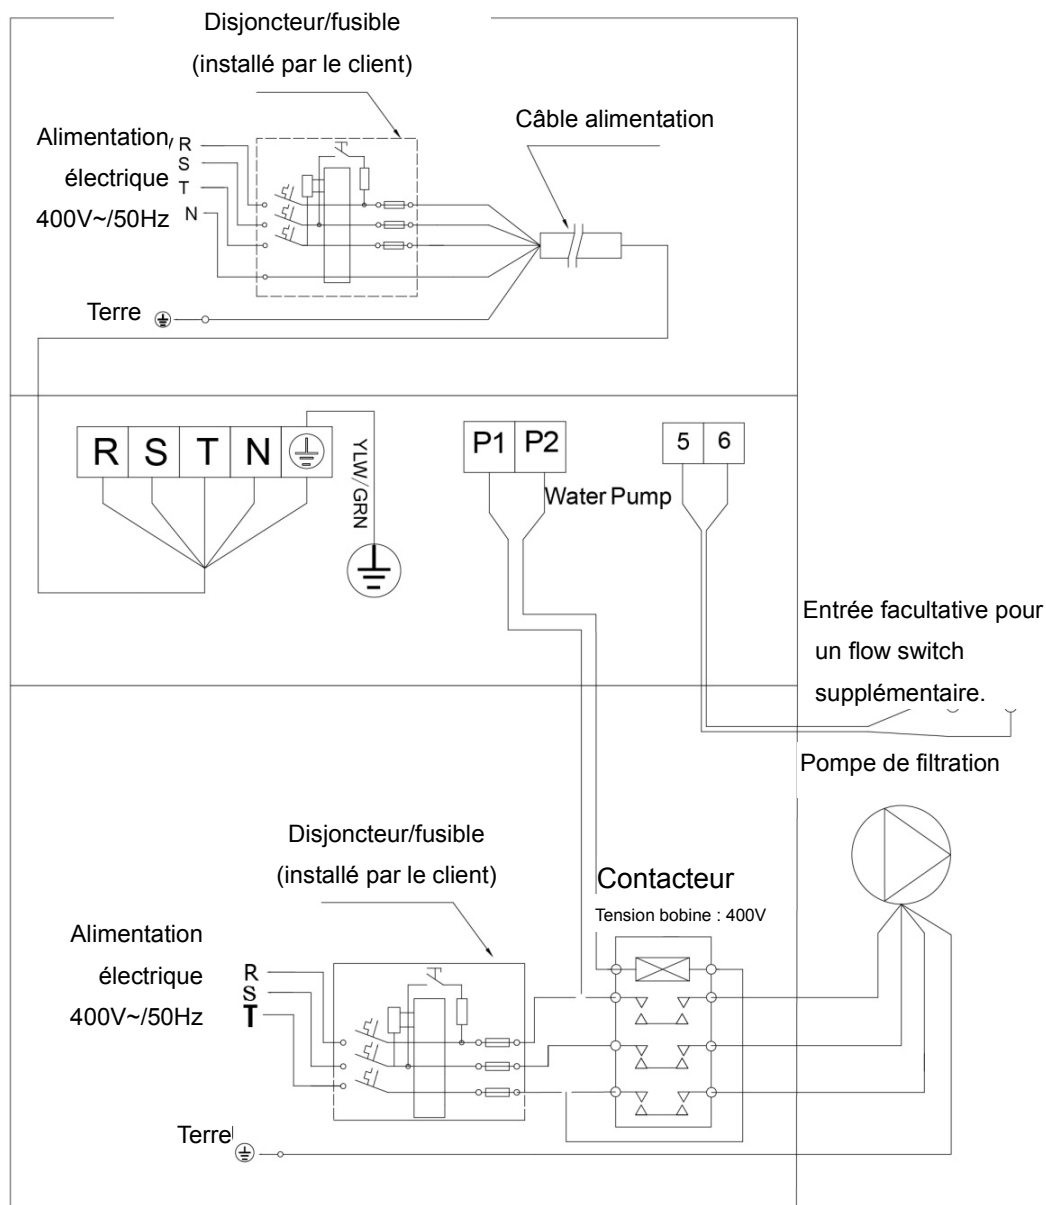 Disjoncteur/fusible
(installé par le client)
Câble alimentation
Alimentation
électrique
400V~/50Hz
R
S
T
N
Terre
R S T N
YLW/GRN
P1 P2
Water Pump
5 6
Entrée facultative pour
un flow switch
supplémentaire.
Pompe de filtration
Disjoncteur/fusible
(installé par le client)
Contacteur
Tension bobine : 400V
Alimentation
électrique
400V~/50Hz
R
S
T
Terre